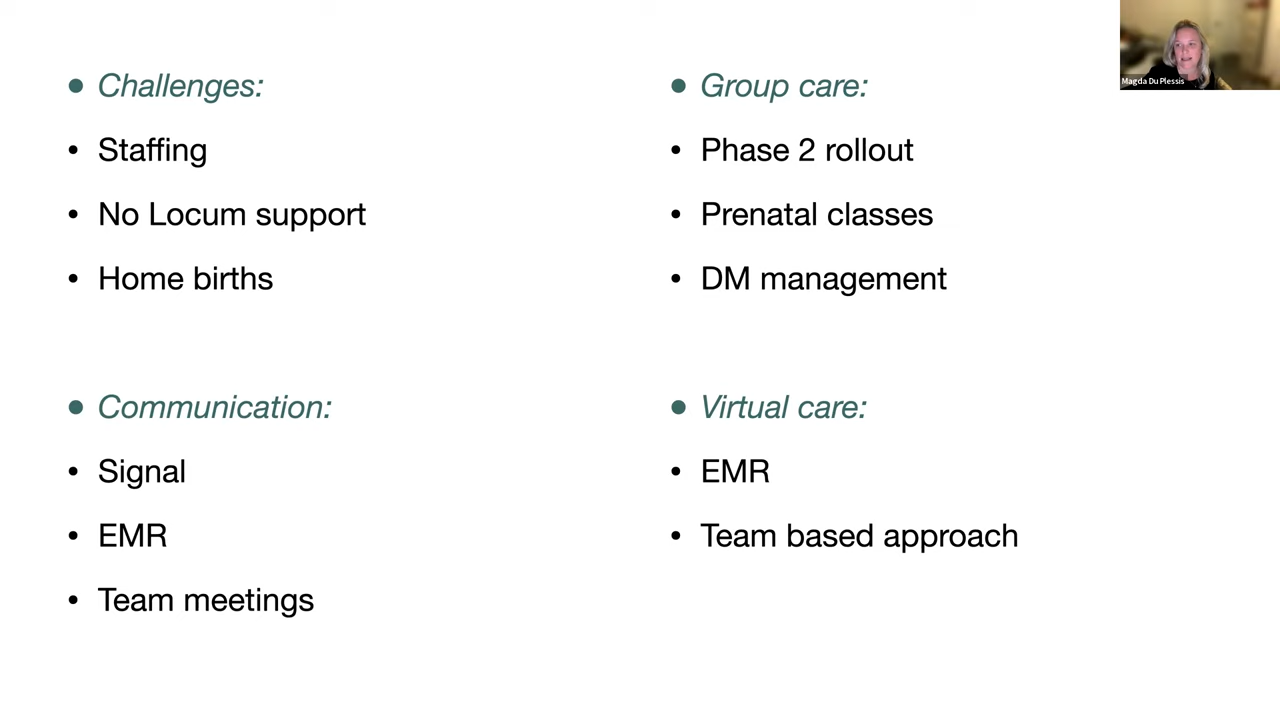 Challenges:
Staffing
No Locum support
Home births
Communication:
Signal
EMR
Team meetings
Group care:
Phase 2 rollout
Prenatal classes
DM management
Virtual care:
EMR
Team based approach
Magda Du Plessis